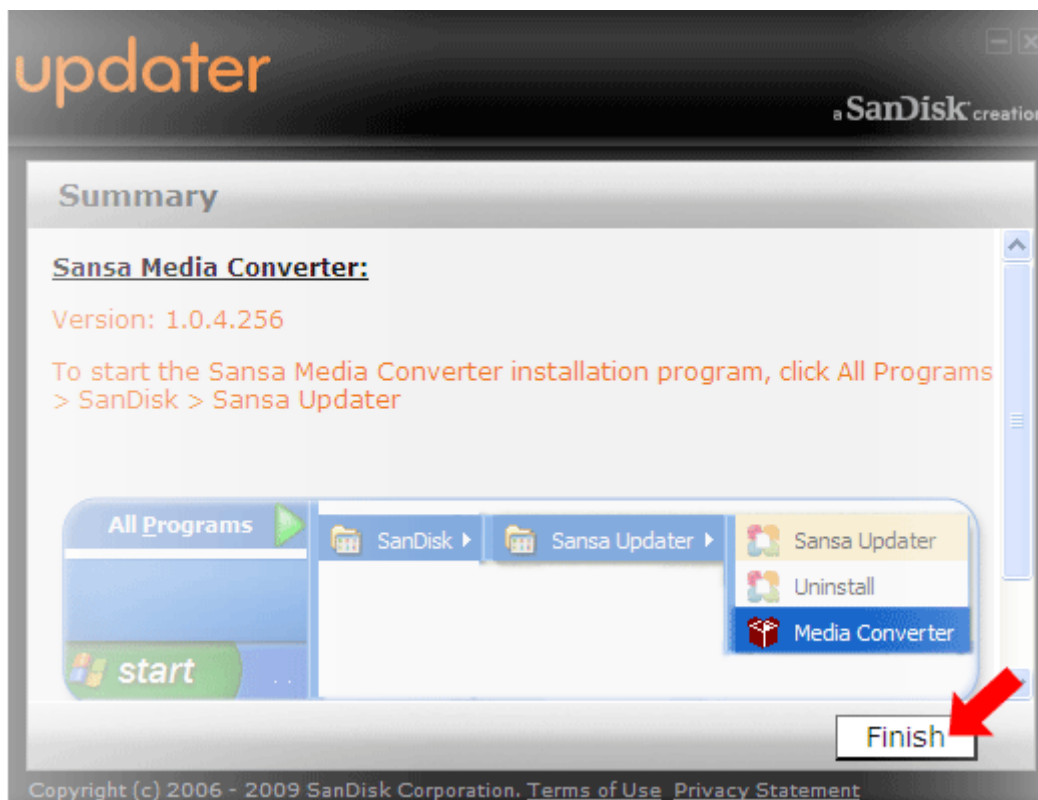 updater
a SanDisk creation
Summary
Sansa Media Converter:
Version: 1.0.4.256
To start the Sansa Media Converter installation program, click All Programs
> SanDisk > Sansa Updater
All Programs
SanDisk
Sansa Updater
Sansa Updater
Uninstall
Media Converter
start
Finish
Copyright (c) 2006 - 2009 SanDisk Corporation. Terms of Use Privacy Statement